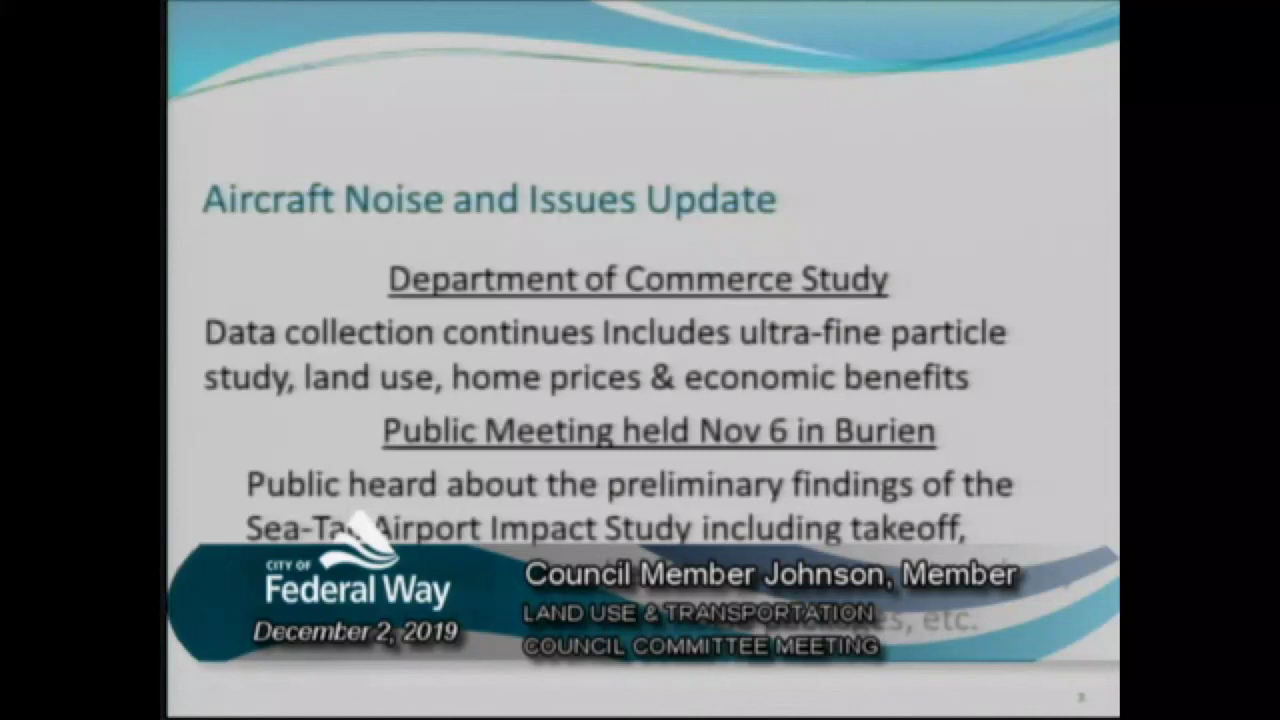 Aircraft Noise and Issues Update
Department of Commerce Study
Data collection continues Includes ultra-fine particle
study, land use, home prices & economic benefits
Public Meeting held Nov 6 in Burien
Public heard about the preliminary findings of the
Sea-Tac Airport Impact Study including takeoff,
etc.
CITY OF
Federal Way
December 2, 2019
Council Member Johnson, Member
LAND USE & TRANSPORTATION
COUNCIL COMMITTEE MEETING